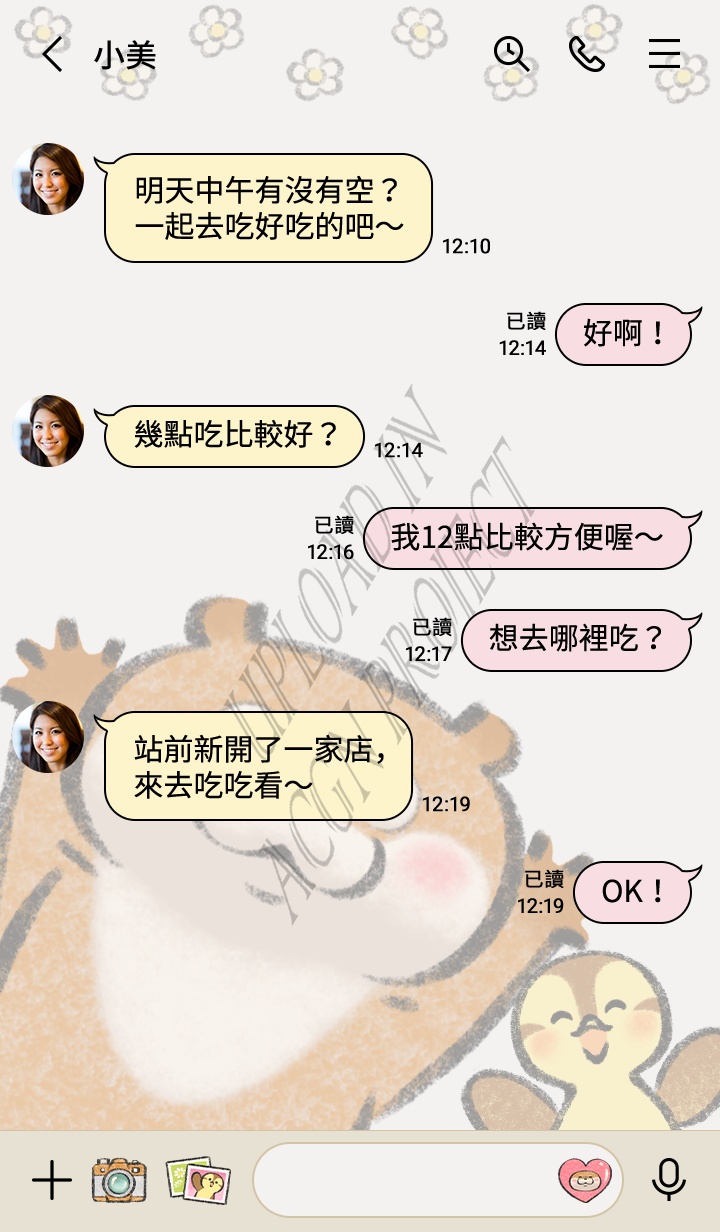 小美
明天中午有沒有空？
一起去吃好吃的吧～
12:10
已讀
12:14
好啊！
幾點吃比較好？
12:14
已讀
12:16
我12點比較方便喔～
已讀
12:17
想去哪裡吃？
站前新開了一家店，
來去吃吃看～
12:19
已讀
12:19
OK！
UPLOAD IN
ACGN PROJECT